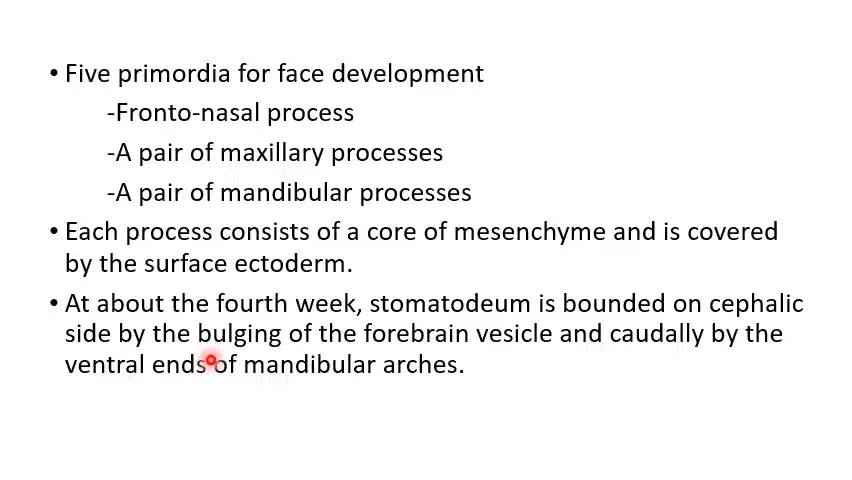 • Five primordia for face development
-Fronto-nasal process
-A pair of maxillary processes
-A pair of mandibular processes
• Each process consists of a core of mesenchyme and is covered
by the surface ectoderm.
• At about the fourth week, stomatodeum is bounded on cephalic
side by the bulging of the forebrain vesicle and caudally by the
ventral ends of mandibular arches.